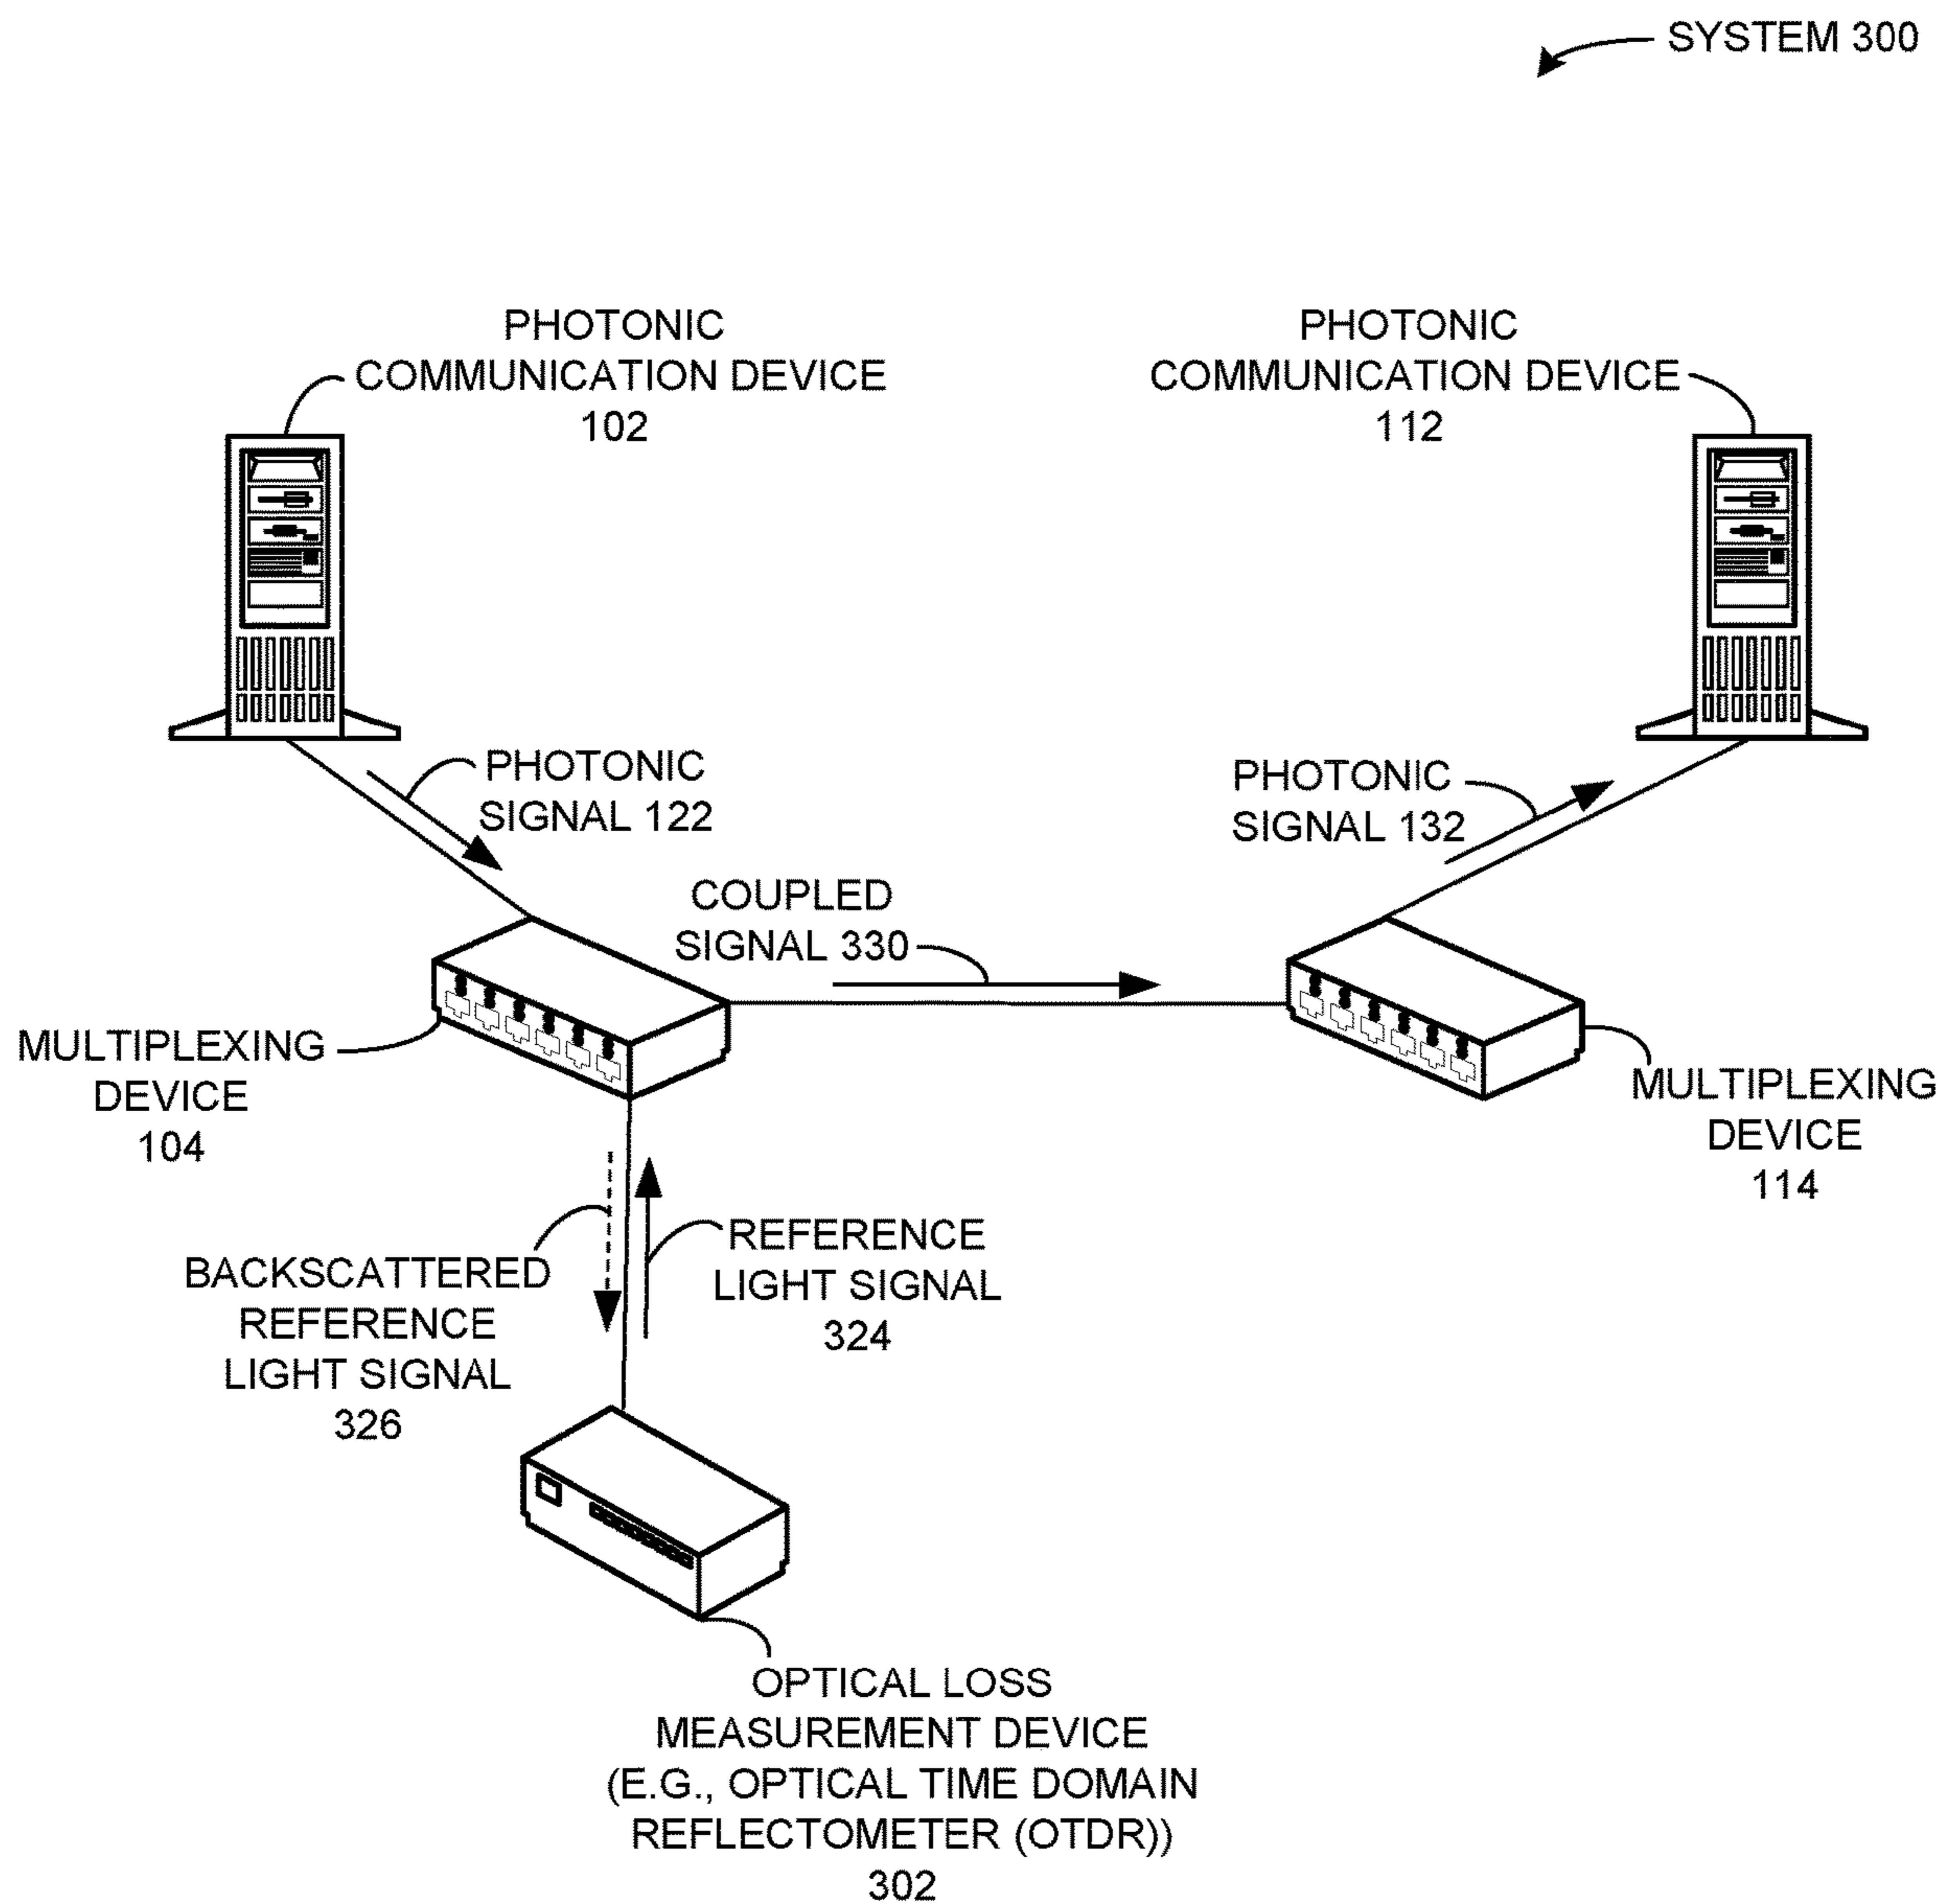 SYSTEM 300
PHOTONIC
COMMUNICATION DEVICE
102
PHOTONIC
COMMUNICATION DEVICE
112
PHOTONIC
SIGNAL 122
PHOTONIC
SIGNAL 132
COUPLED
SIGNAL 330
MULTIPLEXING
DEVICE
104
MULTIPLEXING
DEVICE
114
BACKSCATTERED
REFERENCE
LIGHT SIGNAL
326
REFERENCE
LIGHT SIGNAL
324
OPTICAL LOSS
MEASUREMENT DEVICE
(E.G., OPTICAL TIME DOMAIN
REFLECTOMETER (OTDR))
302